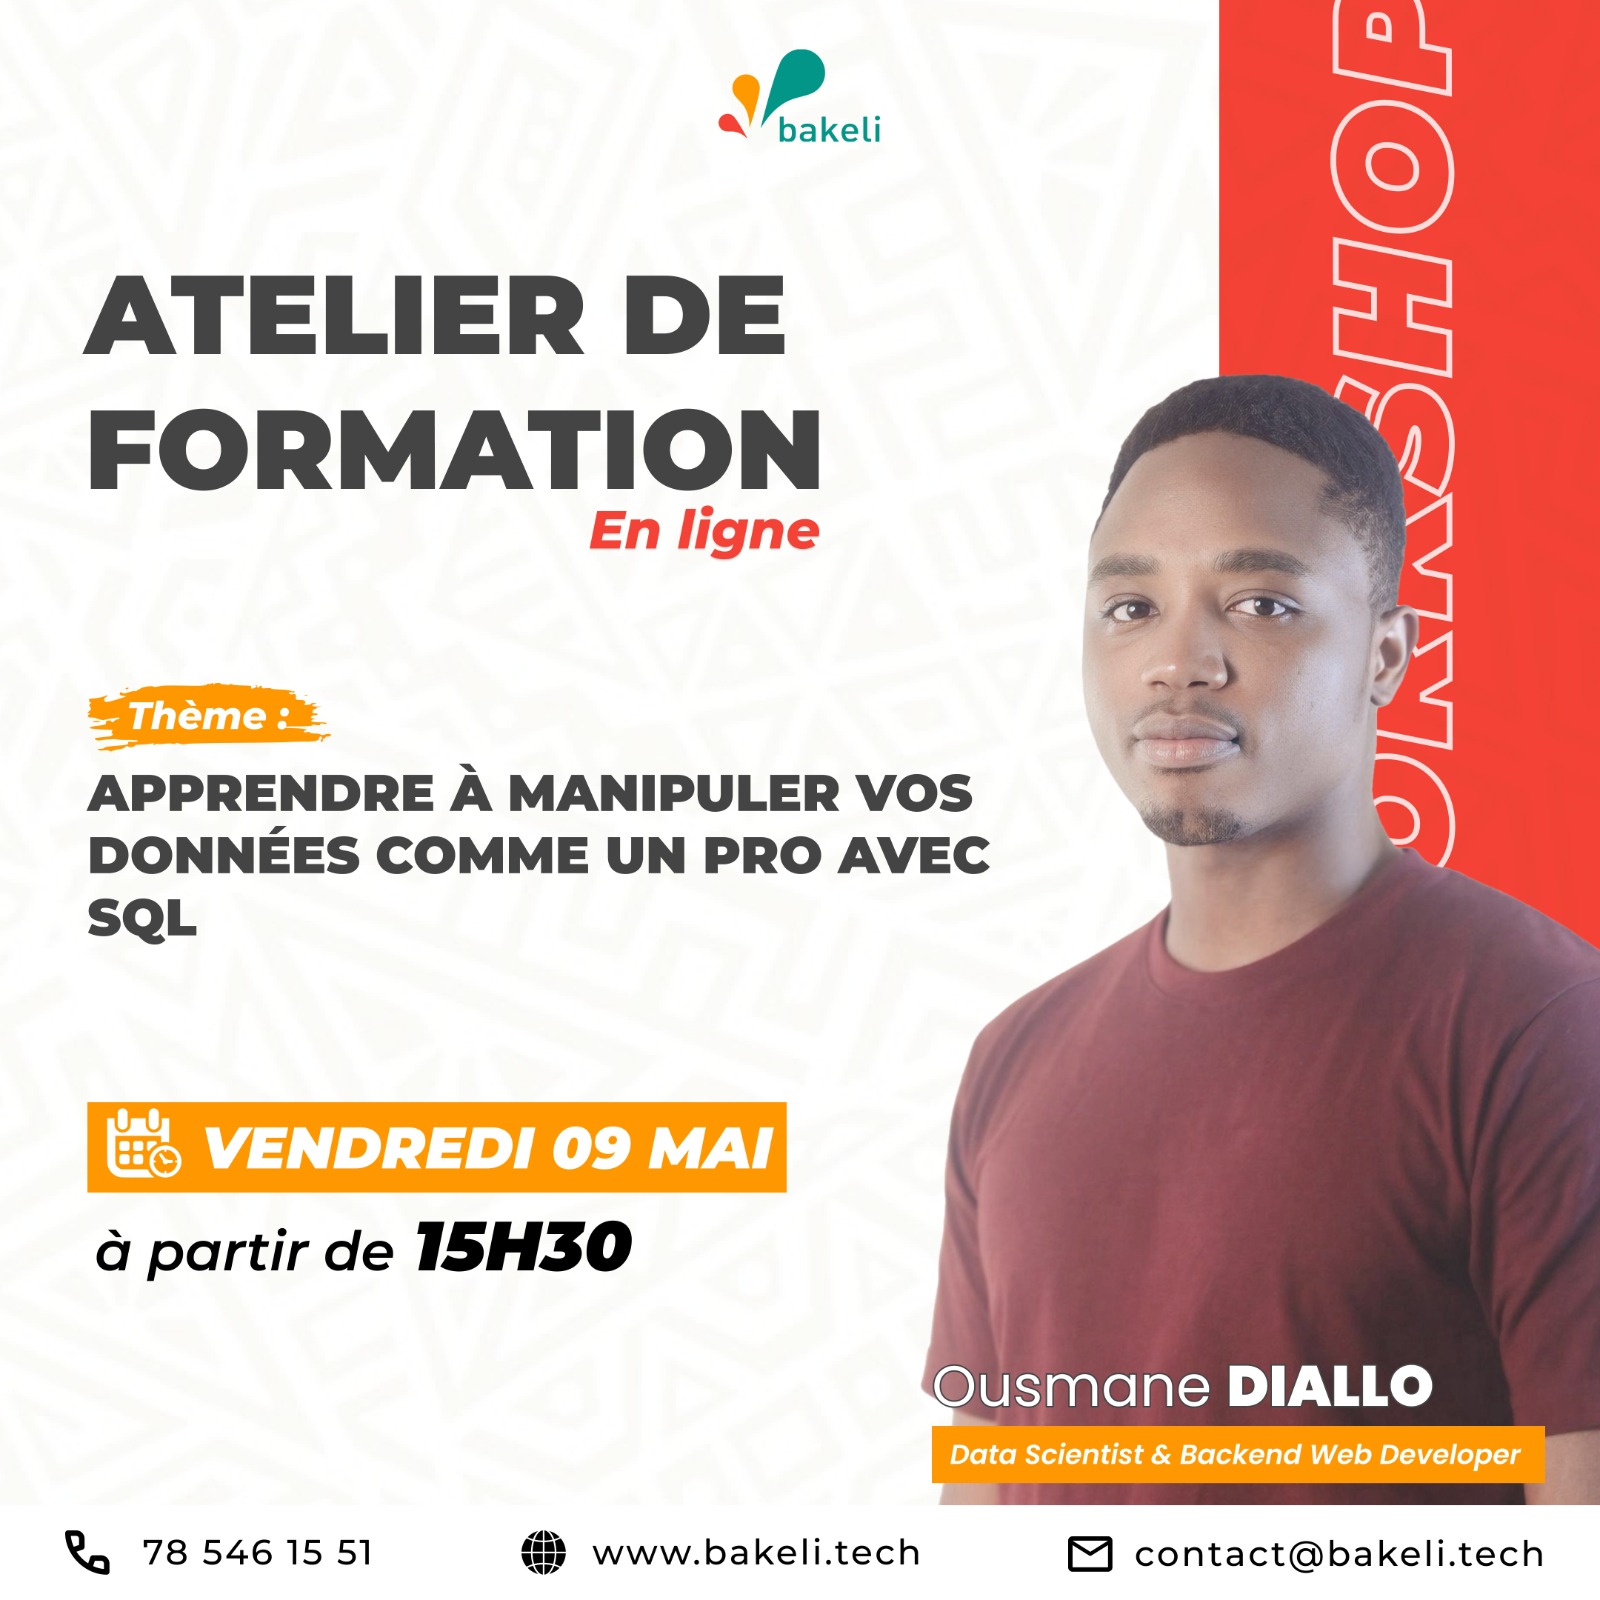 bakeli
ATELIER DE
FORMATION
En ligne
Thème :
APPRENDRE À MANIPULER VOS
DONNÉES COMME UN PRO AVEC
SQL
VENDREDI 09 MAI
à partir de 15H30
ORKSHOP
Ousmane DIALLO
Data Scientist & Backend Web Developer
78 546 15 51
www.bakeli.tech
contact@bakeli.tech